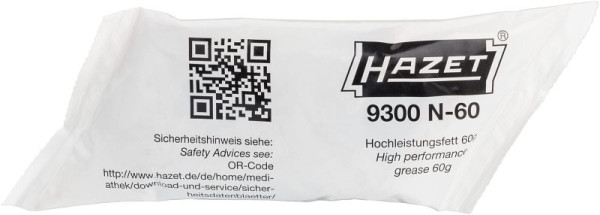 Sicherheitshinweis siehe:
Safety Advices see:
OR-Code
http://www.hazet.de/de/home/medi-
athek/download-und-service/sicher-
heitsdatenblaetter/
HAZET®
9300 N-60
Hochleistungsfett 60g
High performance
grease 60g